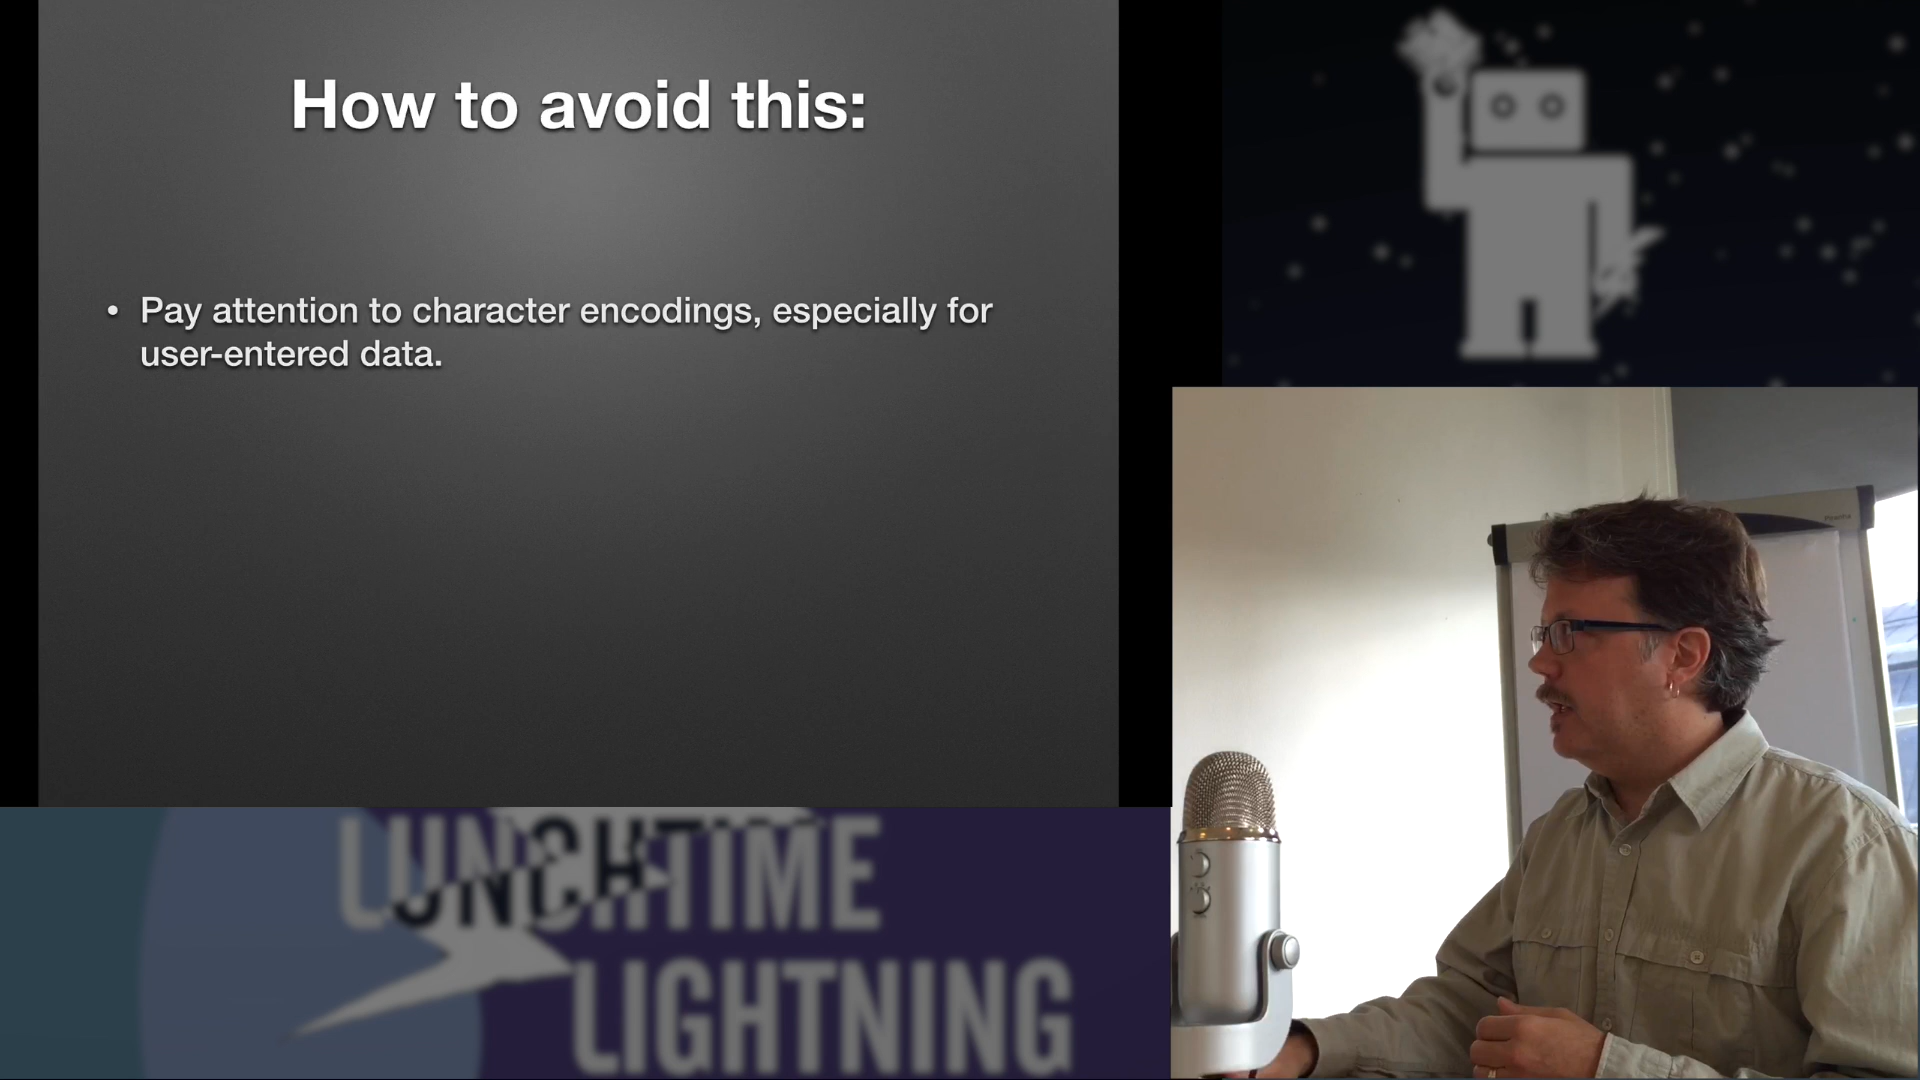 How to avoid this:
• Pay attention to character encodings, especially for
user-entered data.
LUNCHTIME
LIGHTNING